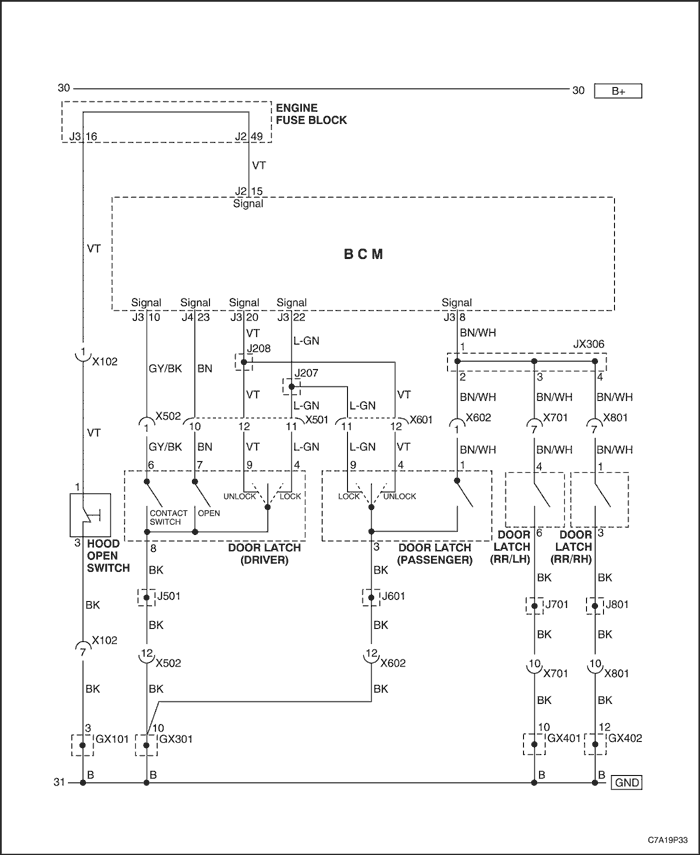 30 30 B+
ENGINE
FUSE BLOCK
J3 16 J2 49
VT
J2 15
Signal
BCM
VT
Signal Signal Signal Signal Signal
J3 10 J4 23 J3 20 J3 22 J3 8
VT BN/WH
L-GN 1 JX306
J208
1 X102
GY/BK BN 2 3 4
J207
VT VT BN/WH BN/WH BN/WH
L-GN L-GN
X502 X501 X601 X602 X701 X801
1 10 12 11 11 12 1 7 7
VT GY/BK BN VT L-GN L-GN VT BN/WH BN/WH BN/WH
6 7 9 4 9 4 1 4 1
1
UNLOCK LOCK LOCK UNLOCK
CONTACT
SWITCH OPEN
3 HOOD
OPEN
SWITCH
8 DOOR LATCH
(DRIVER)
3 DOOR LATCH
(PASSENGER)
DOOR
LATCH
(RR/LH)
6
DOOR
LATCH
(RR/RH)
3
BK BK BK BK
BK J501 J601 J701 J801
BK BK BK BK
X102
7
12 X502 12 X602 10 X701 10 X801
BK BK BK BK BK
3 GX101 10 GX301 10 GX401 12 GX402
31 B B B B GND
C7A19P33